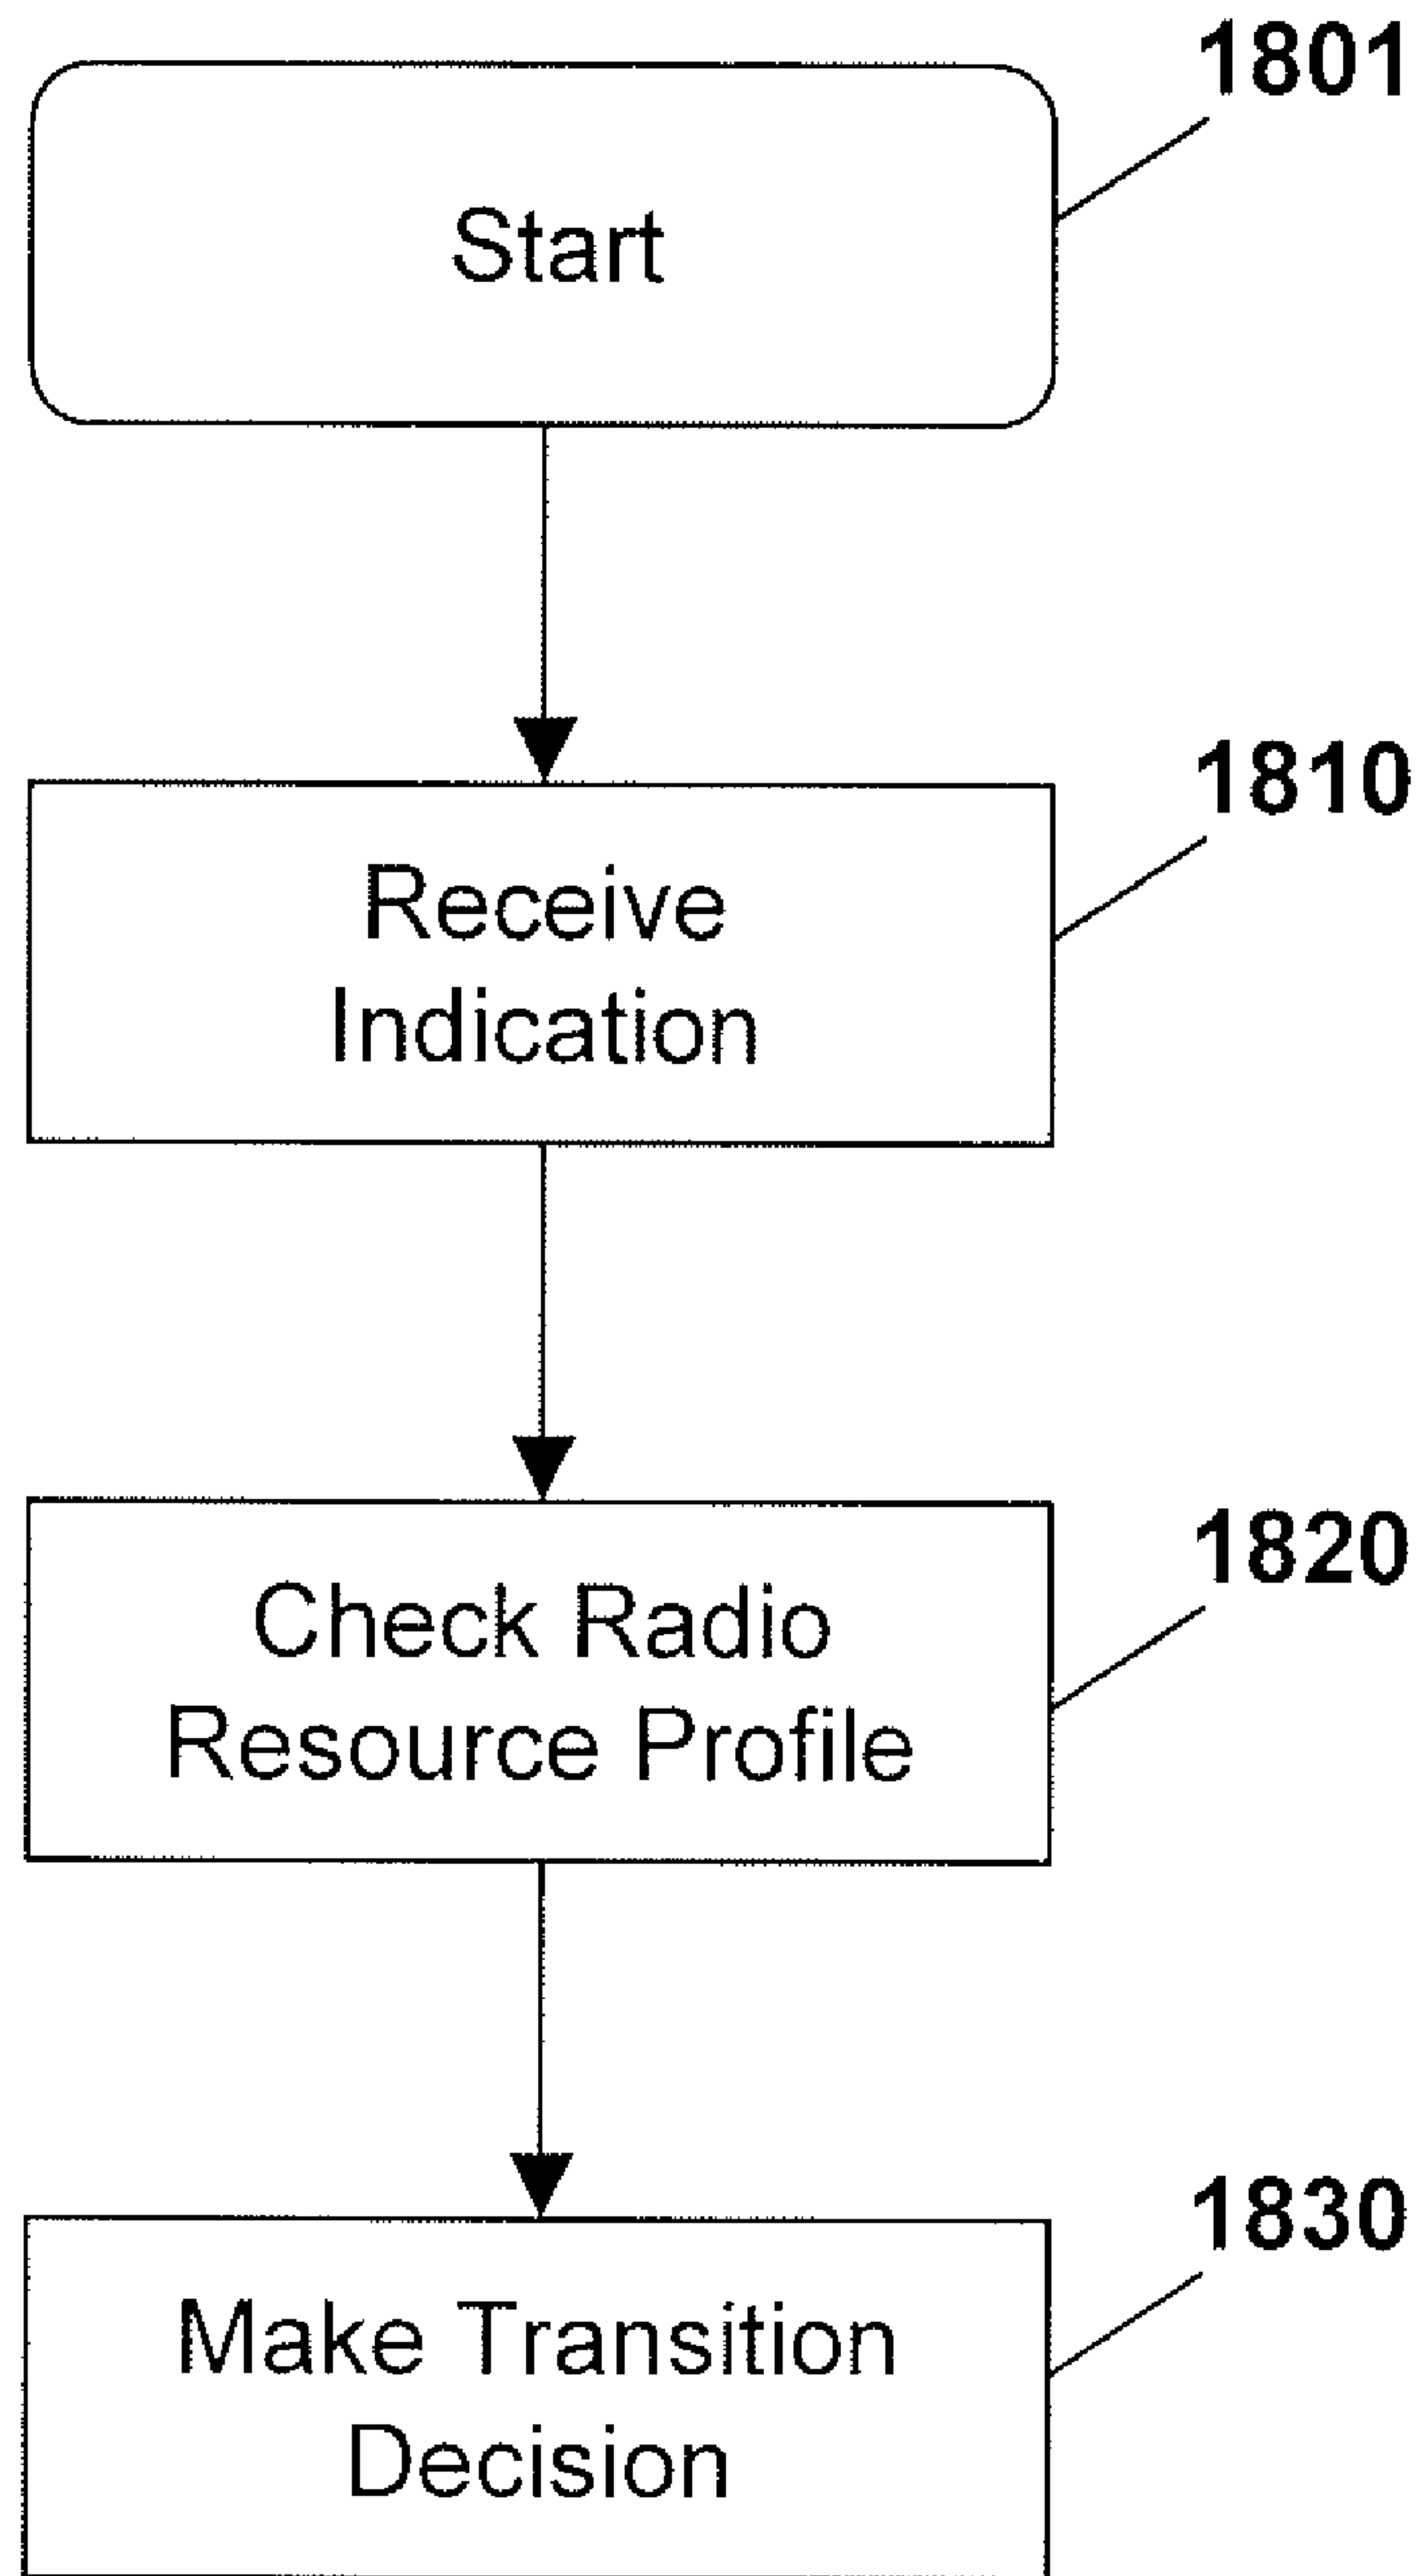 1801
Start
1810
Receive
Indication
1820
Check Radio
Resource Profile
1830
Make Transition
Decision